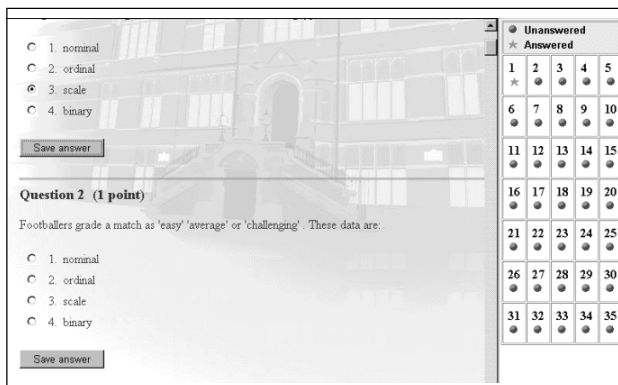 1. nominal
2. ordinal
3. scale
4. binary
Save answer
Question 2 (1 point)
Footballers grade a match as 'easy' 'average' or 'challenging' . These data are:
1. nominal
2. ordinal
3. scale
4. binary
Save answer
Unanswered
Answered
1 2 3 4 5
6 7 8 9 10
11 12 13 14 15
16 17 18 19 20
21 22 23 24 25
26 27 28 29 30
31 32 33 34 35